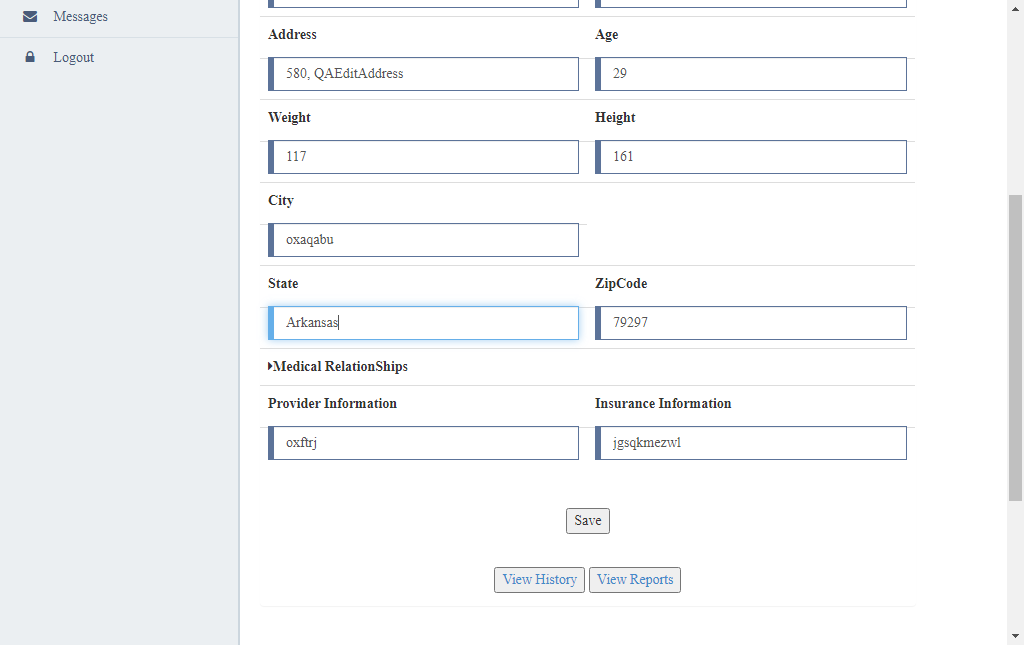 Messages
Logout
Address
Age
580, QAEditAddress
29
Weight
Height
117
161
City
oxaqabu
State
ZipCode
Arkansas
79297
Medical RelationShips
Provider Information
Insurance Information
oxftrj
jgsqkmezwl
Save
View History
View Reports